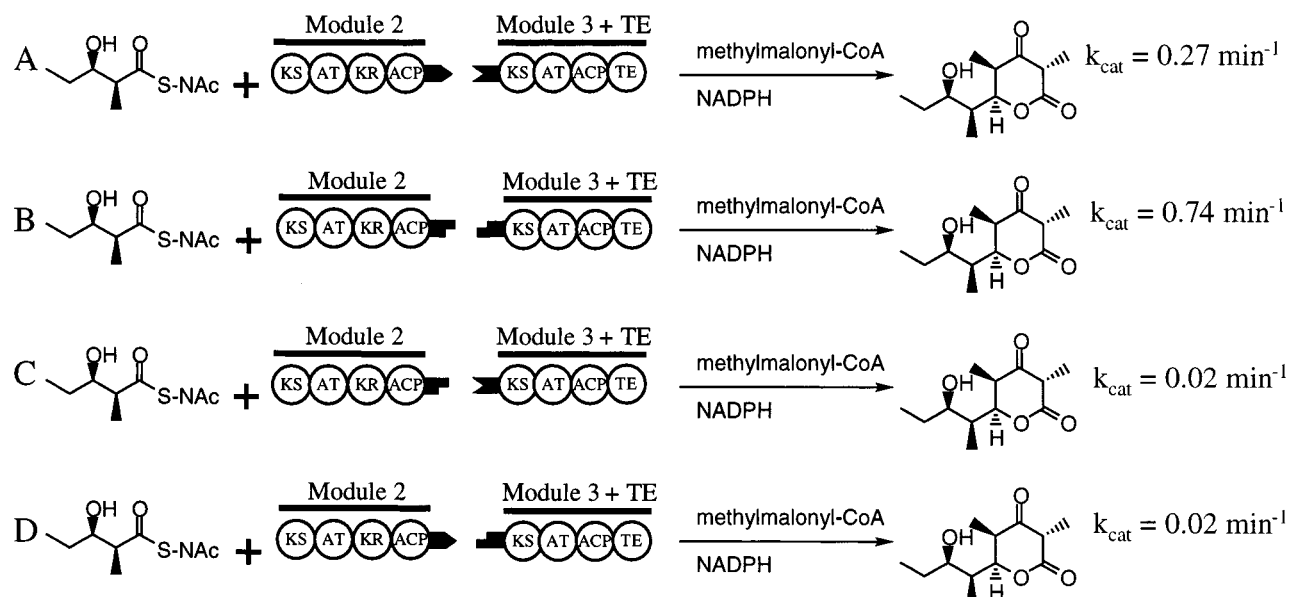 OH O Module 2 Module 3 + TE O
A S-NAc + KS AT KR ACP KS AT ACP TE methylmalonyl-CoA OH kcat = 0.27 min-1
NADPH O O
H
OH O Module 2 Module 3 + TE O
B S-NAc + KS AT KR ACP KS AT ACP TE methylmalonyl-CoA OH kcat = 0.74 min-1
NADPH O O
H
OH O Module 2 Module 3 + TE O
C S-NAc + KS AT KR ACP KS AT ACP TE methylmalonyl-CoA OH kcat = 0.02 min-1
NADPH O O
H
OH O Module 2 Module 3 + TE O
D S-NAc + KS AT KR ACP KS AT ACP TE methylmalonyl-CoA OH kcat = 0.02 min-1
NADPH O O
H